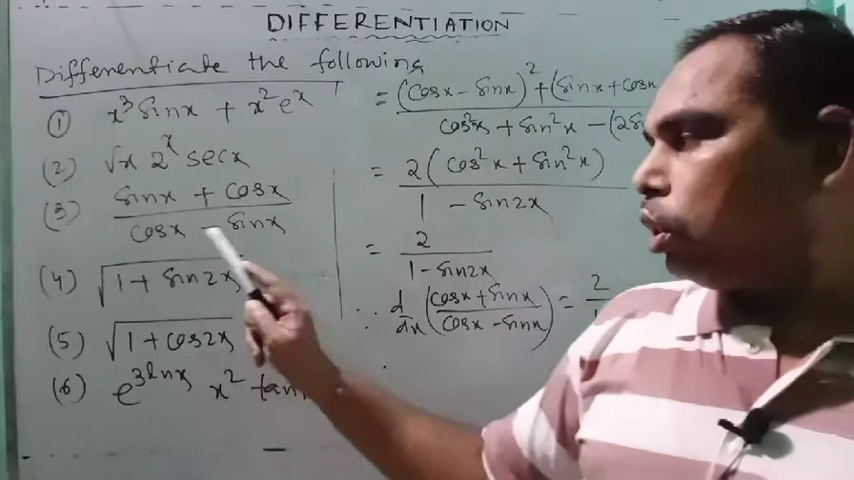 DIFFERENTIATION
Differentiate the following
① x³ sinx + x² eˣ
(2) √x 2ˣ secx
(3) sinx + cosx / cosx - sinx
(4) √1 + sin2x
(5) √1 + cos2x
(6) e^3lnx x² tan
= (cosx - sinx)² + (sinx + cosx / cos²x + sin²x - (2
= 2(cos²x + sin²x) / 1 - sin2x
= 2 / 1 - sin2x
∴ d/dx (cosx + sinx / cosx - sinx) = 2